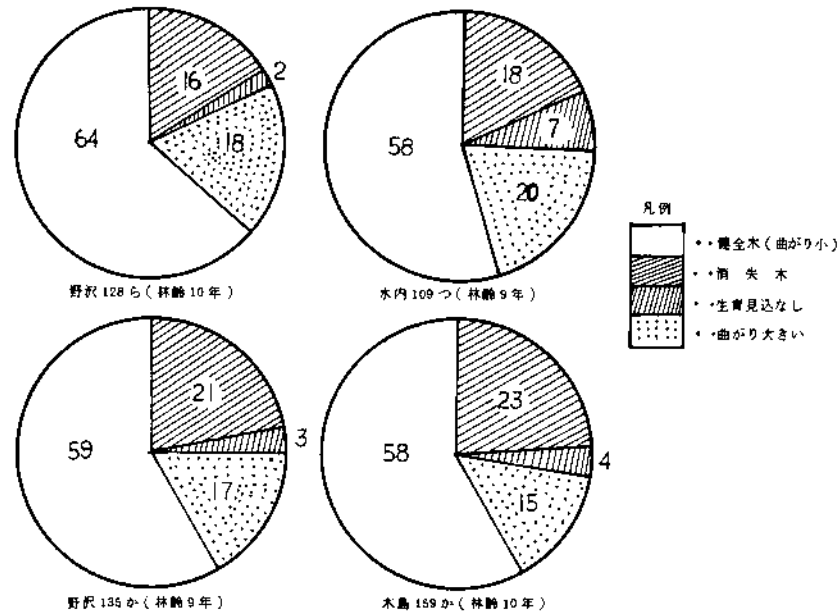 16
2
64
18
野沢 128 ら ( 林齢 10 年 )
18
7
58
20
水内 109 つ ( 林齢 9 年 )
凡例
・・健全木 ( 曲がり小 )
・・消 失 木
・・生育見込なし
・・曲がり大きい
21
3
59
17
野沢 135 か ( 林齢 9 年 )
23
4
58
15
木島 159 か ( 林齢 10 年 )